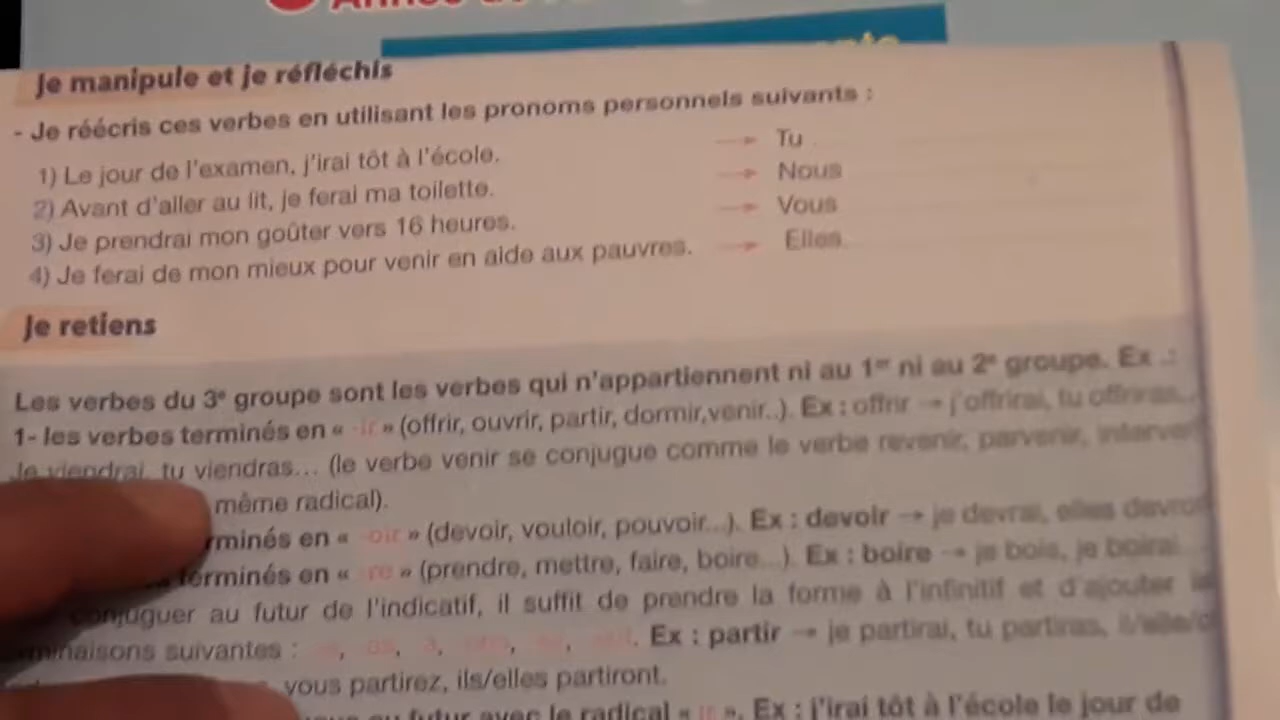 Je manipule et je réfléchis
- Je réécris ces verbes en utilisant les pronoms personnels suivants :
1) Le jour de l'examen, j'irai tôt à l'école. → Tu
2) Avant d'aller au lit, je ferai ma toilette. → Nous
3) Je prendrai mon goûter vers 16 heures. → Vous
4) Je ferai de mon mieux pour venir en aide aux pauvres. → Elles
Je retiens
Les verbes du 3e groupe sont les verbes qui n'appartiennent ni au 1er ni au 2e groupe. Ex .:
1- les verbes terminés en « -ir » (offrir, ouvrir, partir, dormir,venir..). Ex : offrir → j'offrirai, tu offriras..
Je viendrai, tu viendras... (le verbe venir se conjugue comme le verbe revenir, parvenir,
même radical).
minés en « -oir » (devoir, vouloir, pouvoir...). Ex : devoir → je devrai, elles
terminés en « -re » (prendre, mettre, faire, boire...). Ex : boire → je bois, je boirai
conjuguer au futur de l'indicatif, il suffit de prendre la forme à l'infinitif et d'ajouter
minaisons suivantes : Ex : partir → je partirai, tu partiras,
vous partirez, ils/elles partiront.
au futur avec le radical « ir ». Ex : j'irai tôt à l'école le jour de